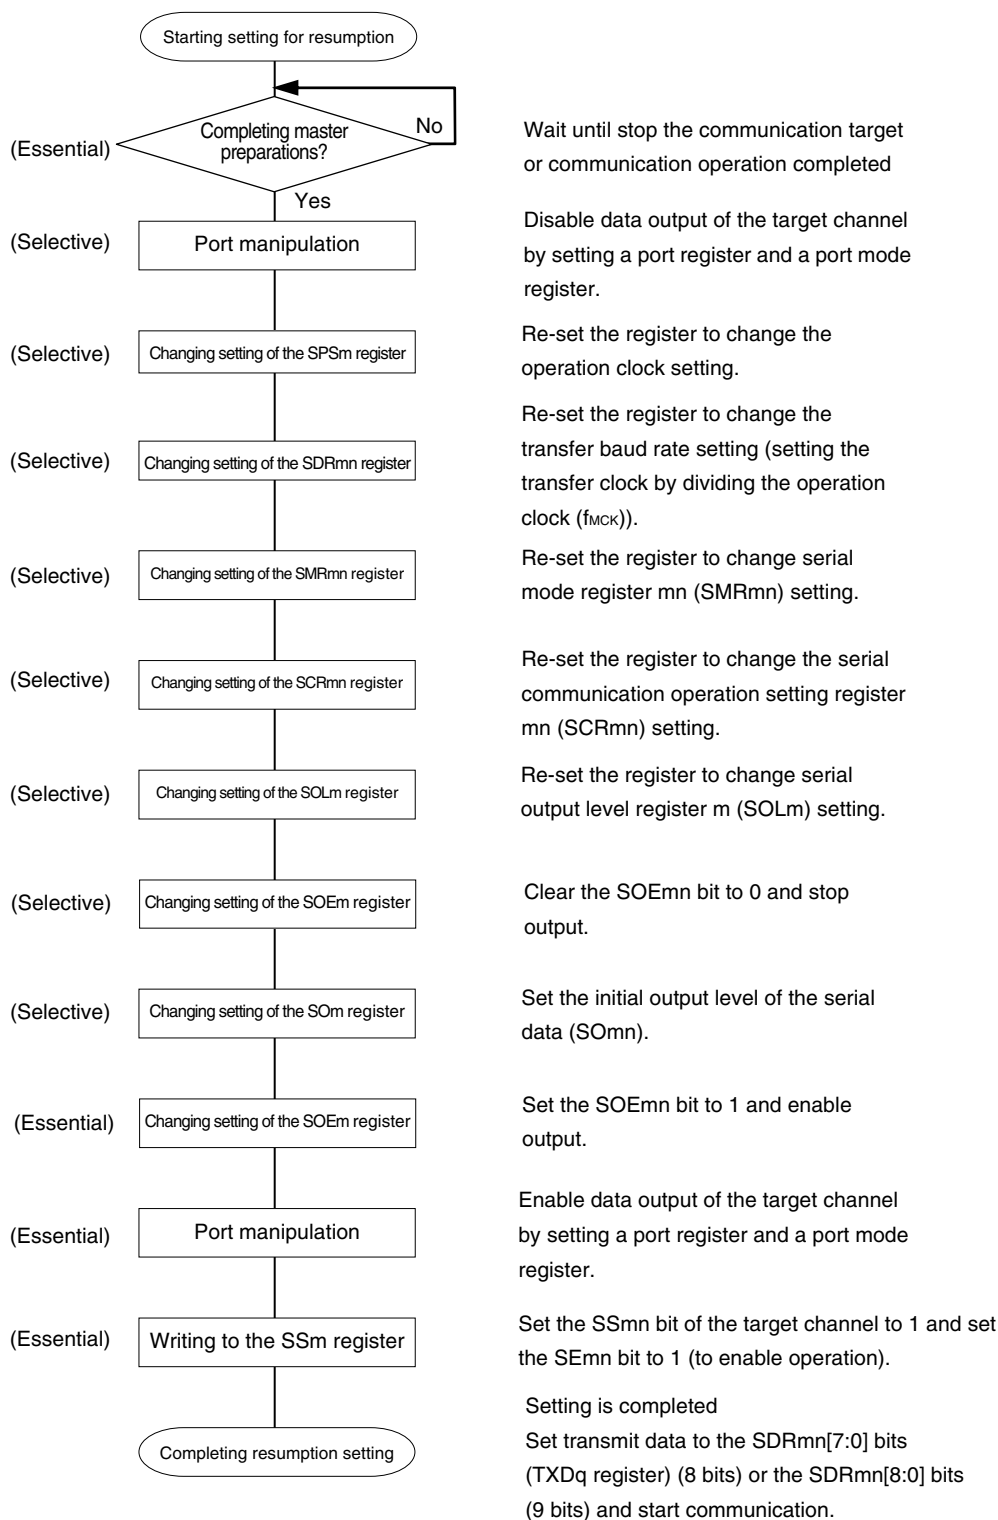 Starting setting for resumption
(Essential)
Completing master
preparations?
No
Wait until stop the communication target
or communication operation completed
Yes
(Selective)
Port manipulation
Disable data output of the target channel
by setting a port register and a port mode
register.
(Selective)
Changing setting of the SPSm register
Re-set the register to change the
operation clock setting.
(Selective)
Changing setting of the SDRmn register
Re-set the register to change the
transfer baud rate setting (setting the
transfer clock by dividing the operation
clock (fMCK)).
(Selective)
Changing setting of the SMRmn register
Re-set the register to change serial
mode register mn (SMRmn) setting.
(Selective)
Changing setting of the SCRmn register
Re-set the register to change the serial
communication operation setting register
mn (SCRmn) setting.
(Selective)
Changing setting of the SOLm register
Re-set the register to change serial
output level register m (SOLm) setting.
(Selective)
Changing setting of the SOEm register
Clear the SOEmn bit to 0 and stop
output.
(Selective)
Changing setting of the SOm register
Set the initial output level of the serial
data (SOmn).
(Essential)
Changing setting of the SOEm register
Set the SOEmn bit to 1 and enable
output.
(Essential)
Port manipulation
Enable data output of the target channel
by setting a port register and a port mode
register.
(Essential)
Writing to the SSm register
Set the SSmn bit of the target channel to 1 and set
the SEmn bit to 1 (to enable operation).
Completing resumption setting
Setting is completed
Set transmit data to the SDRmn[7:0] bits
(TXDq register) (8 bits) or the SDRmn[8:0] bits
(9 bits) and start communication.